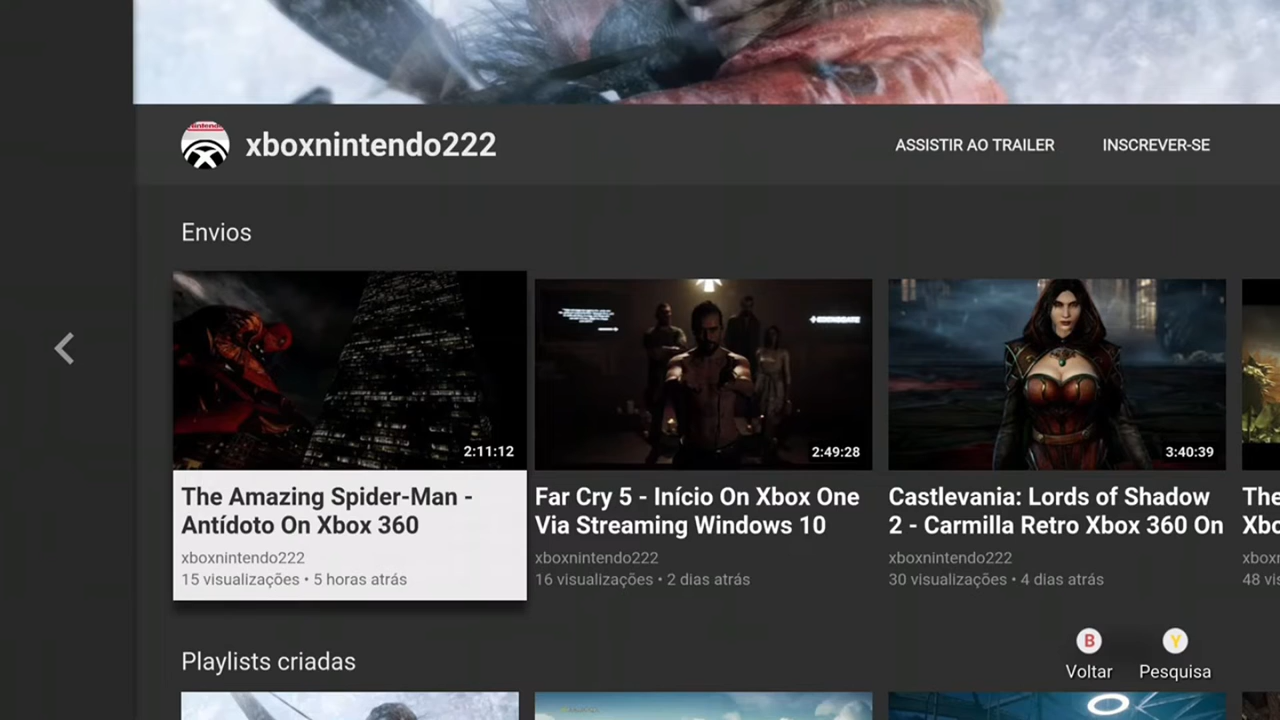 xboxnintendo222
ASSISTIR AO TRAILER
INSCREVER-SE
Envios
2:11:12
2:49:28
3:40:39
The Amazing Spider-Man -
Antídoto On Xbox 360
xboxnintendo222
15 visualizações • 5 horas atrás
Far Cry 5 - Início On Xbox One
Via Streaming Windows 10
xboxnintendo222
16 visualizações • 2 dias atrás
Castlevania: Lords of Shadow
2 - Carmilla Retro Xbox 360 On
xboxnintendo222
30 visualizações • 4 dias atrás
The
48
B
Y
Voltar
Pesquisa
Playlists criadas